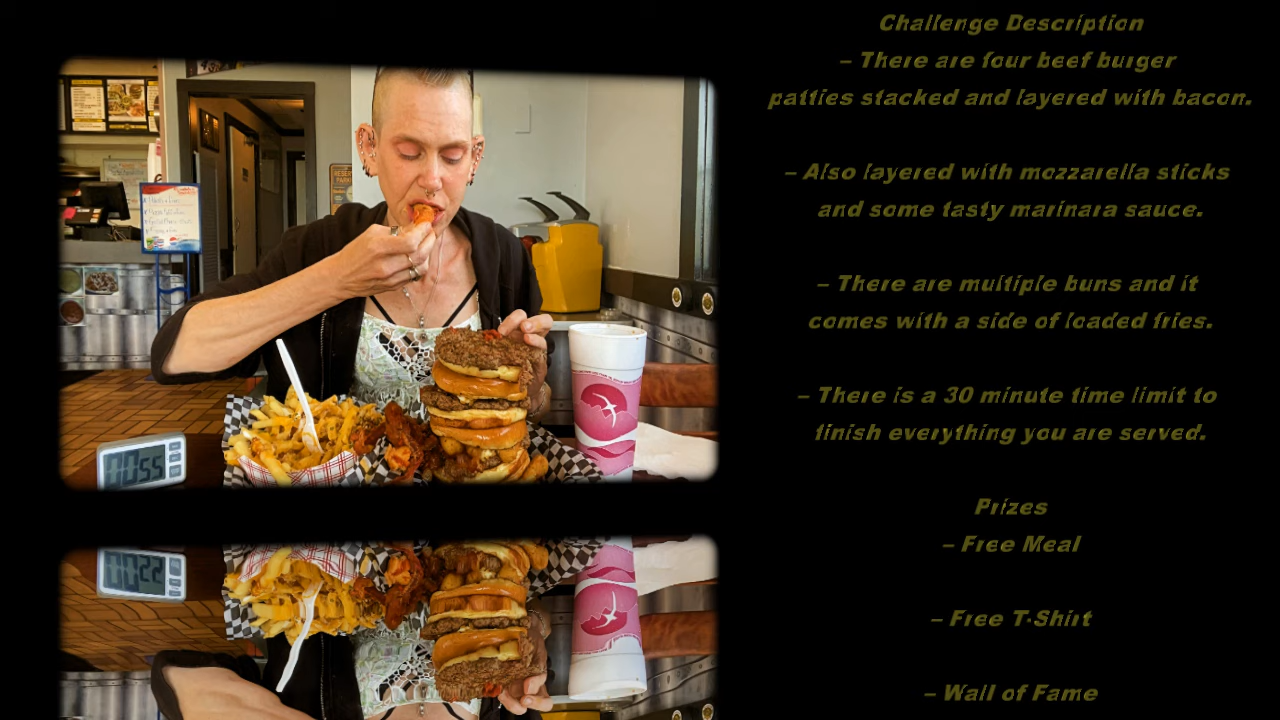 Challenge Description
– There are four beef burger
patties stacked and layered with bacon.
– Also layered with mozzarella sticks
and some tasty marinara sauce.
– There are multiple buns and it
comes with a side of loaded fries.
– There is a 30 minute time limit to
finish everything you are served.
Prizes
– Free Meal
– Free T-Shirt
– Wall of Fame
00:55